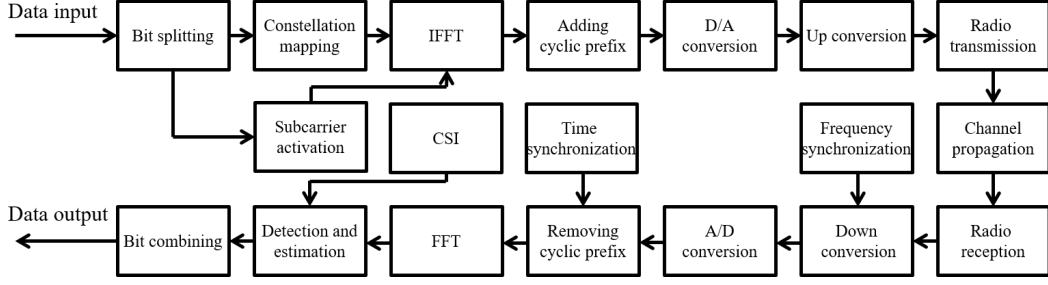 Data input
Bit splitting
Constellation
mapping
IFFT
Adding
cyclic prefix
D/A
conversion
Up conversion
Radio
transmission
Subcarrier
activation
CSI
Time
synchronization
Frequency
synchronization
Channel
propagation
Data output
Bit combining
Detection and
estimation
FFT
Removing
cyclic prefix
A/D
conversion
Down
conversion
Radio
reception